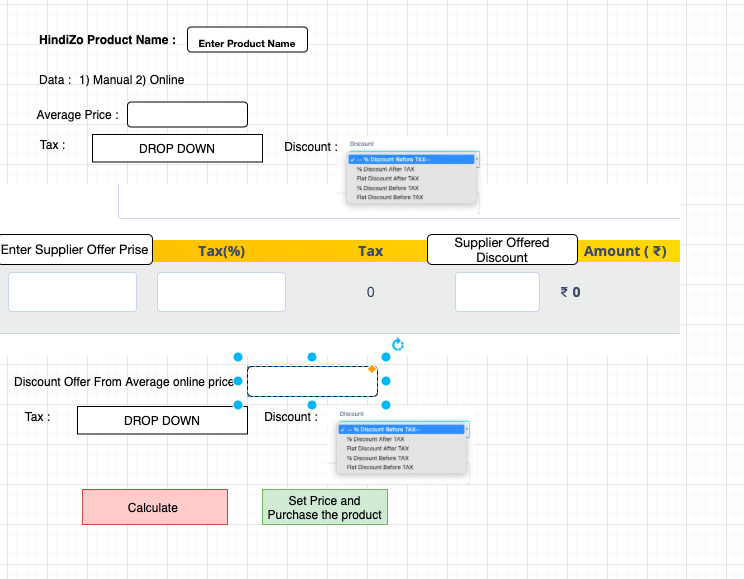 HindiZo Product Name :
Enter Product Name
Data : 1) Manual 2) Online
Average Price :
Tax :
DROP DOWN
Discount :
Discount
✓ -- % Discount Before TAX--
% Discount After TAX
Flat Discount After TAX
% Discount Before TAX
Flat Discount Before TAX
Enter Supplier Offer Prise
Tax(%)
Tax
Supplier Offered
Discount
Amount ( ₹)
0
₹ 0
Discount Offer From Average online price
Tax :
DROP DOWN
Discount :
Discount
✓ -- % Discount Before TAX--
% Discount After TAX
Flat Discount After TAX
% Discount Before TAX
Flat Discount Before TAX
Calculate
Set Price and
Purchase the product